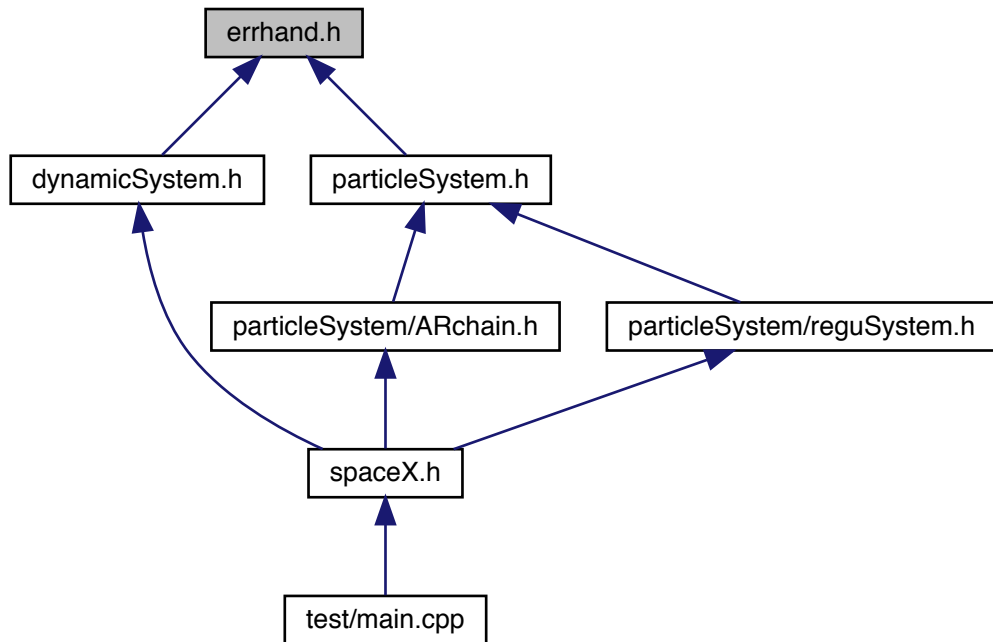 errhand.h
dynamicSystem.h
particleSystem.h
particleSystem/ARchain.h
particleSystem/reguSystem.h
spaceX.h
test/main.cpp